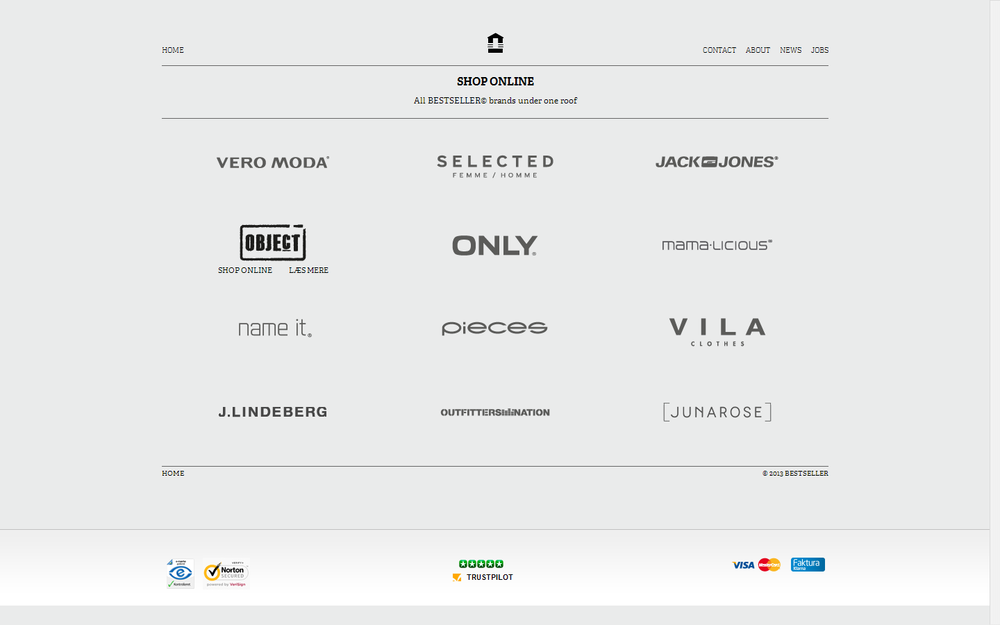 HOME
CONTACT ABOUT NEWS JOBS
SHOP ONLINE
All BESTSELLER© brands under one roof
VERO MODA®
SELECTED
FEMME / HOMME
JACK JONES®
OBJECT
SHOP ONLINE LÆS MERE
ONLY®
mama·licious®
name it.®
pieces
VILA
CLOTHES
J.LINDEBERG
OUTFITTERS NATION
[JUNAROSE]
HOME
© 2013 BESTSELLER
e-mærke
Kontrolleret
VERIFY
Norton
SECURED
powered by VeriSign
TRUSTPILOT
VISA
MasterCard
Faktura
Klarna